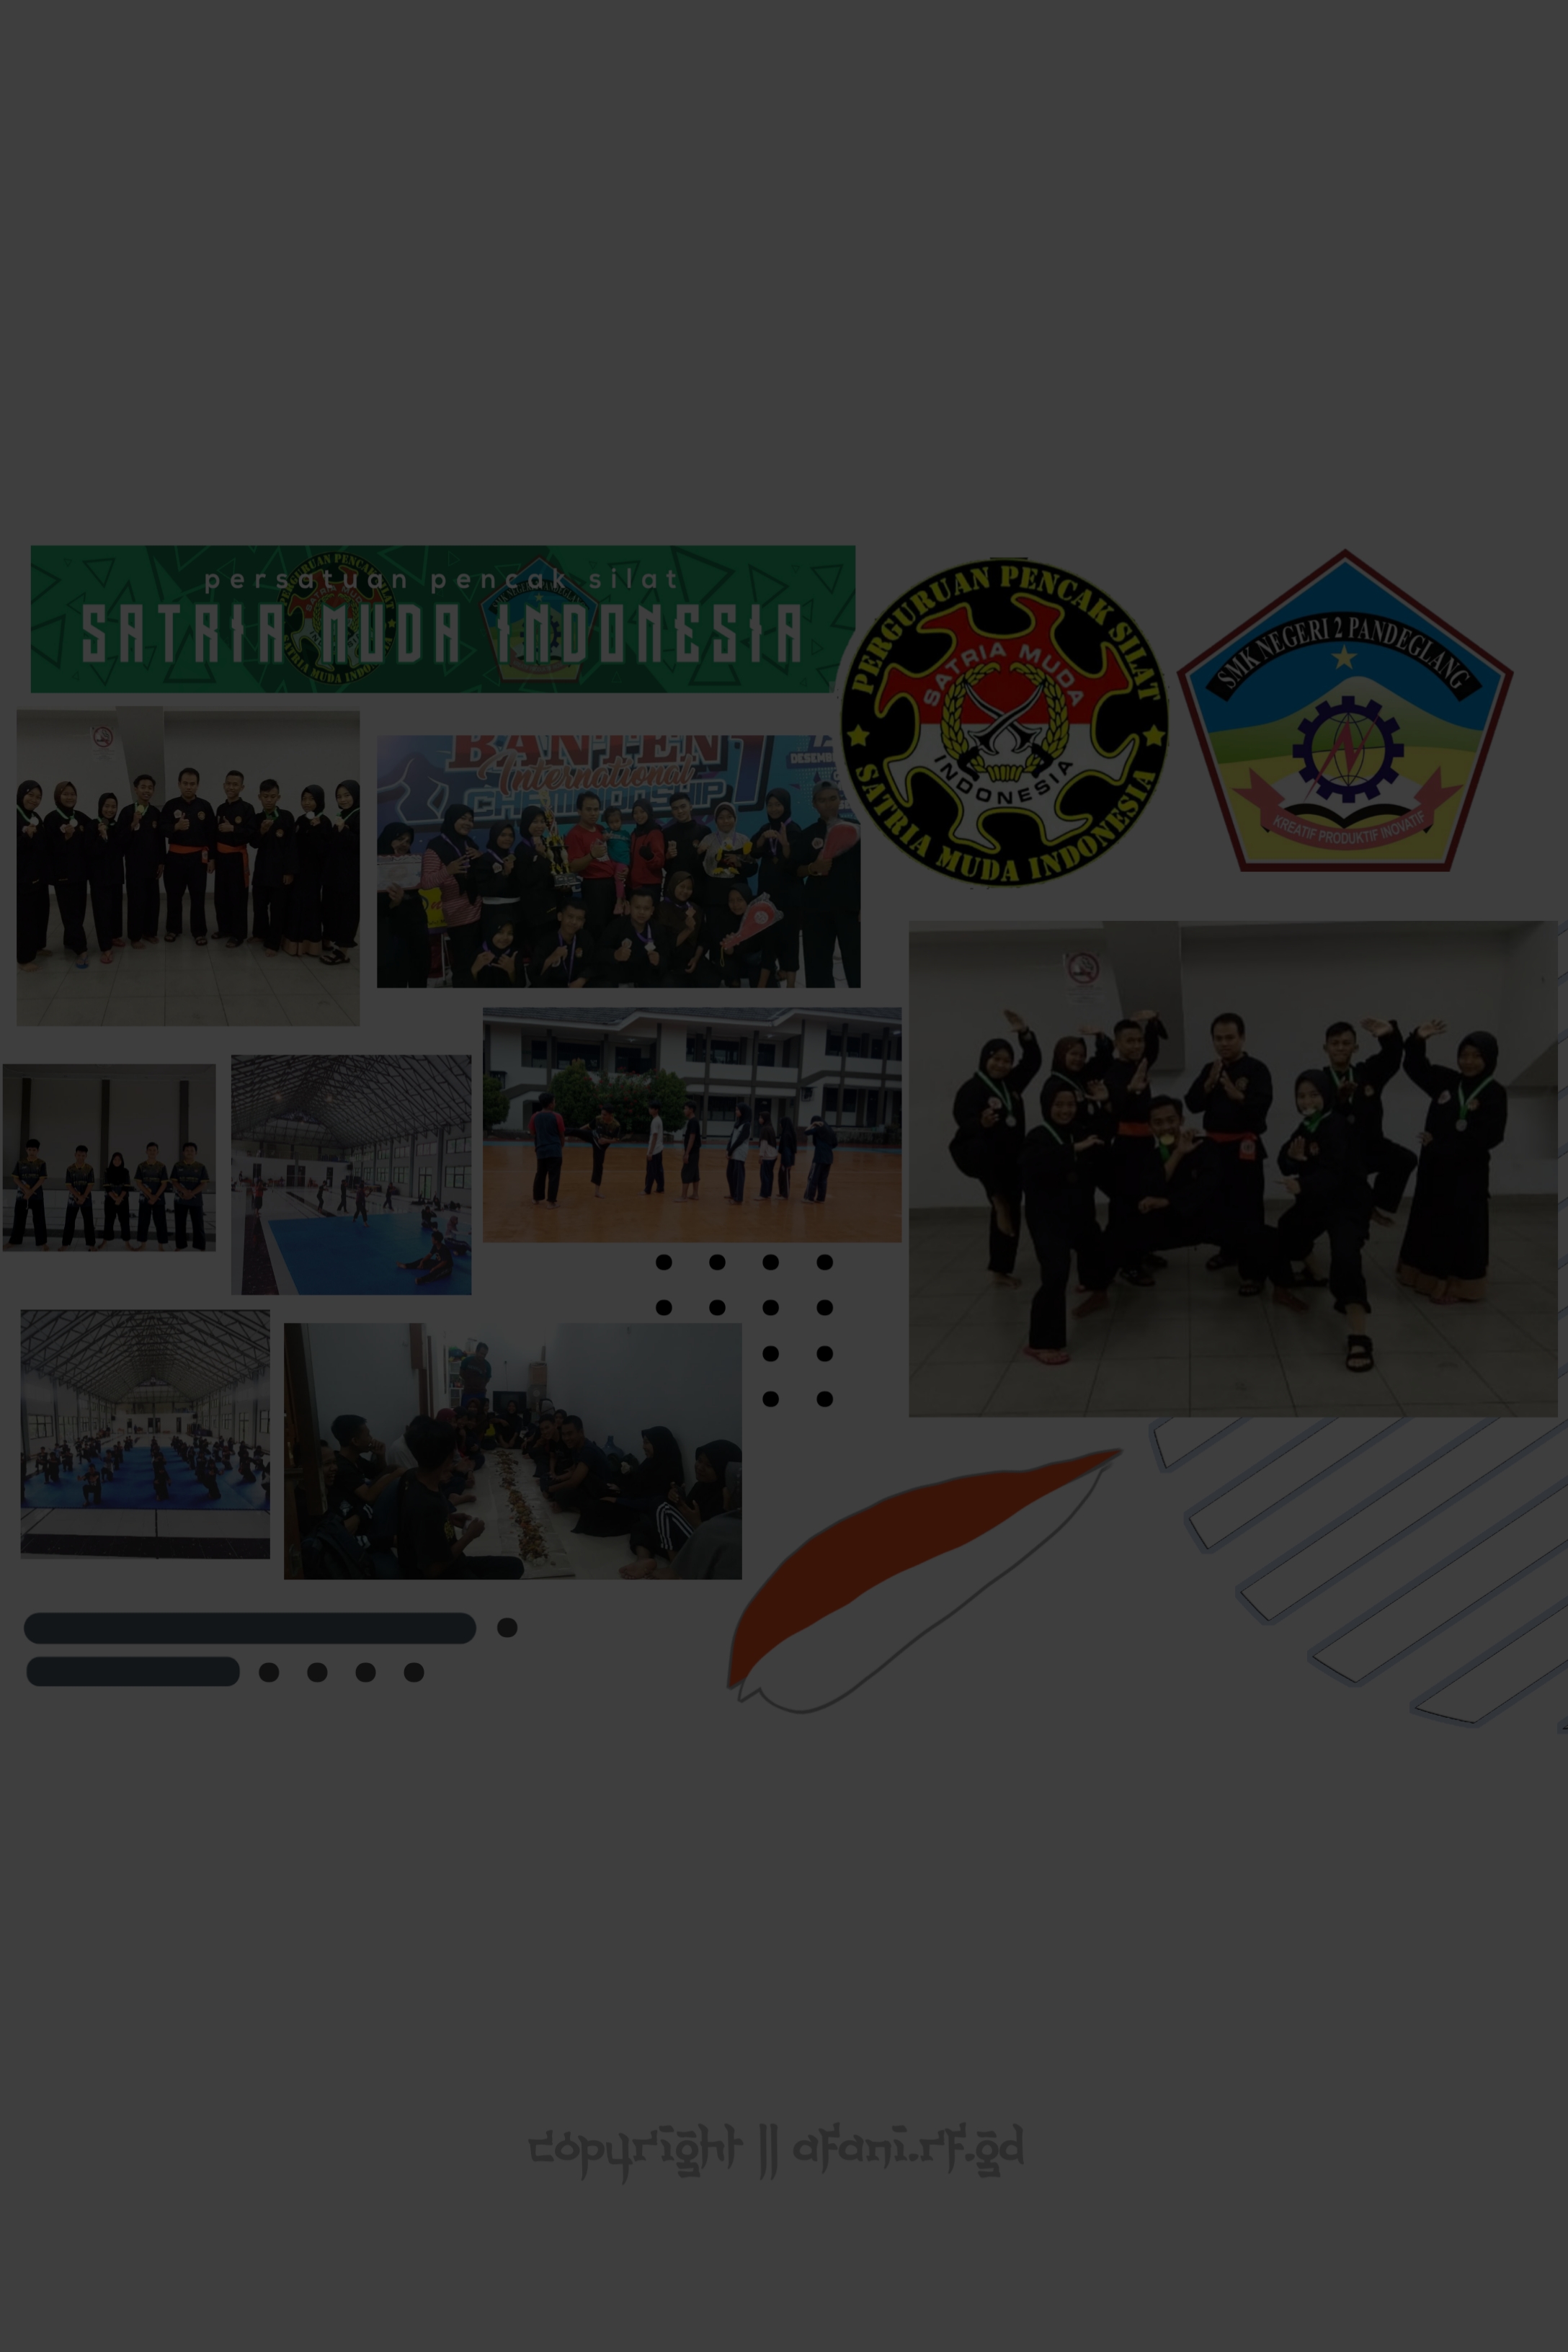 persatuan pencak silat
SATRIA MUDA INDONESIA
PERGURUAN PENCAK SILAT
SATRIA MUDA
INDONESIA
SATRIA MUDA INDONESIA
SMK NEGERI 2 PANDEGLANG
KREATIF PRODUKTIF INOVATIF
BANTEN
International
CHAMPIONSHIP
DESEMBER
copyright || afani.rf.gd